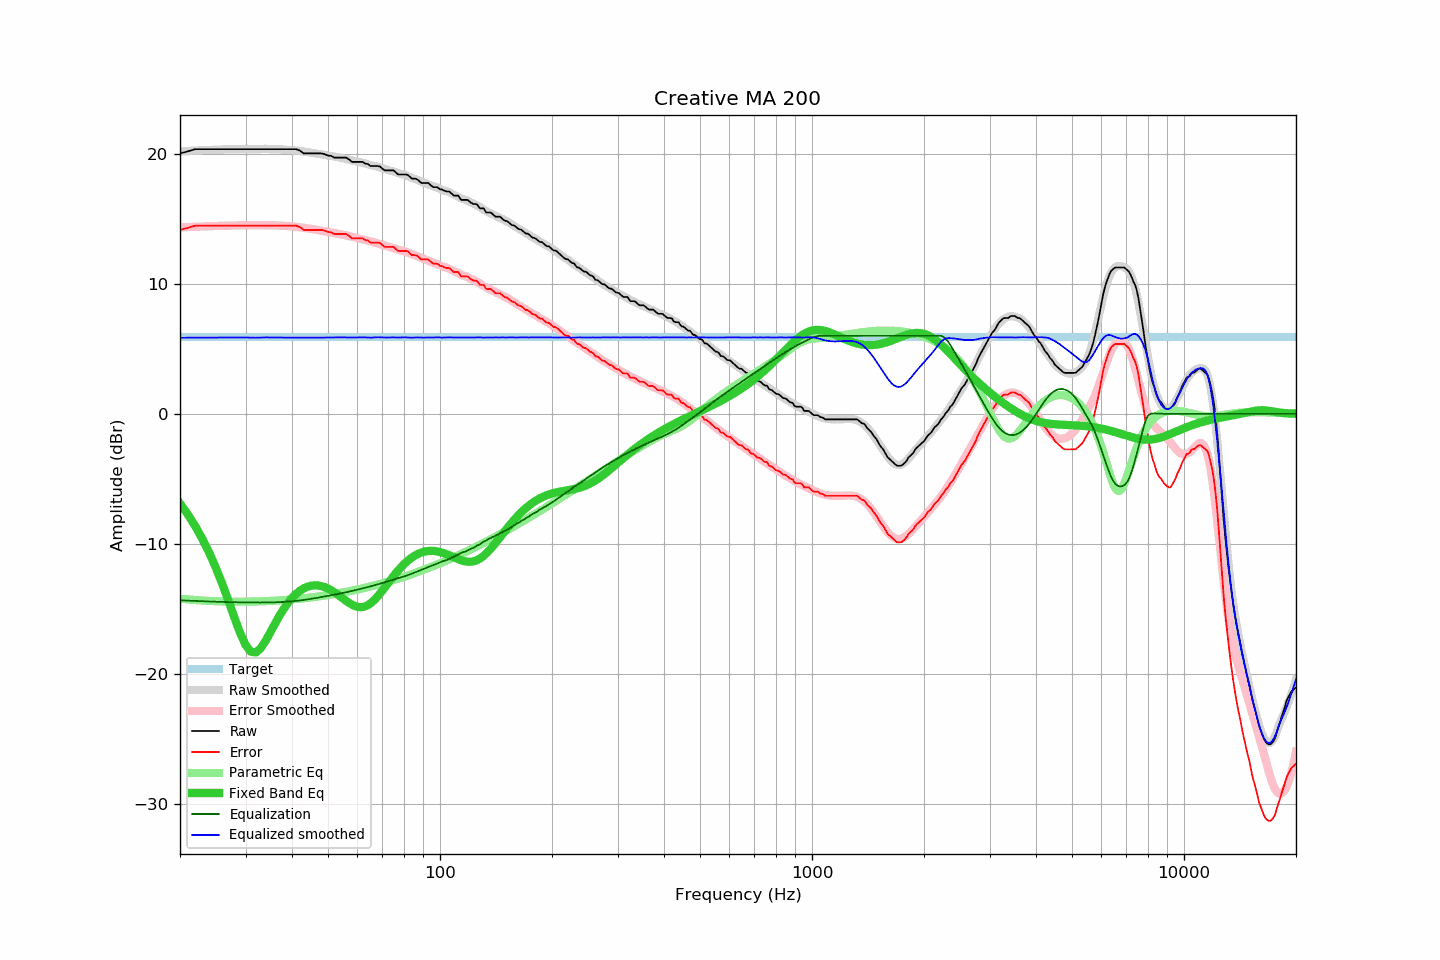 Creative MA 200
20
10
0
−10
−20
−30
Amplitude (dBr)
Target
Raw Smoothed
Error Smoothed
Raw
Error
Parametric Eq
Fixed Band Eq
Equalization
Equalized smoothed
100
1000
10000
Frequency (Hz)